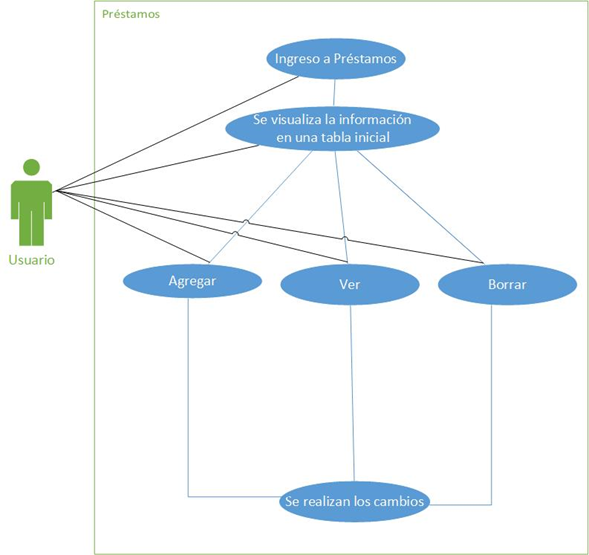 Préstamos
Ingreso a Préstamos
Se visualiza la información
en una tabla inicial
Usuario
Agregar
Ver
Borrar
Se realizan los cambios